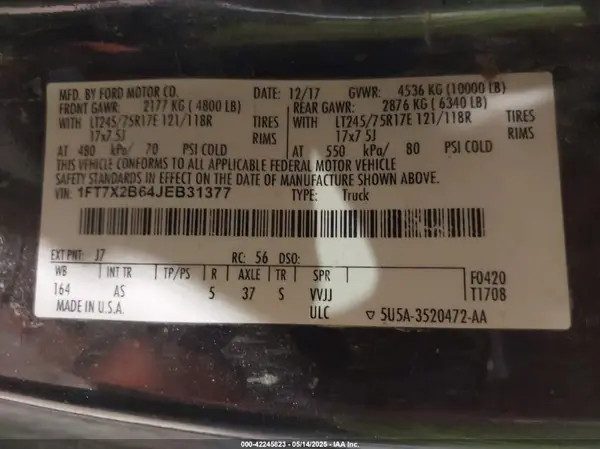 MFD. BY FORD MOTOR CO. 12/17 GVWR: 4536 KG (10000 LB)
FRONT GAWR: 2177 KG ( 4800 LB) REAR GAWR: 2876 KG ( 6340 LB)
WITH LT245/75R17E 121/118R TIRES WITH LT245/75R17E 121/118R TIRES
17x7.5J RIMS 17x7.5J RIMS
AT 480 kPa/ 70 PSI COLD AT 550 kPa/ 80 PSI COLD
THIS VEHICLE CONFORMS TO ALL APPLICABLE FEDERAL MOTOR VEHICLE
SAFETY STANDARDS IN EFFECT ON THE DATE OF MANUFACTURE SHOWN ABOVE.
VIN: 1FT7X2B64JEB31377 TYPE: Truck
EXT PNT: J7 RC: 56 DSO:
WB INT TR TP/PS R AXLE TR SPR F0420
164 AS 5 37 S VVJJ T1708
MADE IN U.S.A. ULC ▽ 5U5A-3520472-AA
000-42245823 - 05/14/2025 - IAAI.COM